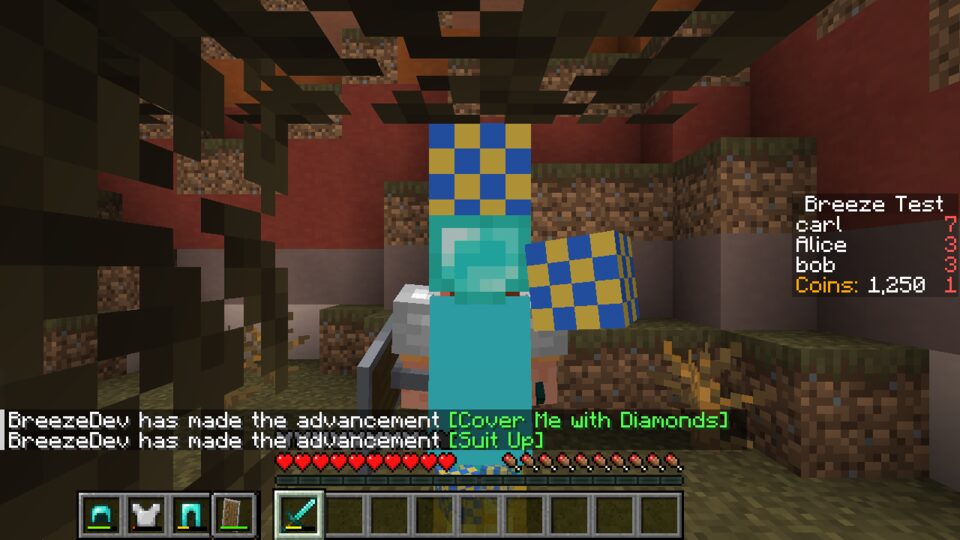 Breeze Test
carl 7
Alice 3
bob 3
Coins: 1,250 1
BreezeDev has made the advancement [Cover Me with Diamonds]
BreezeDev has made the advancement [Suit Up]